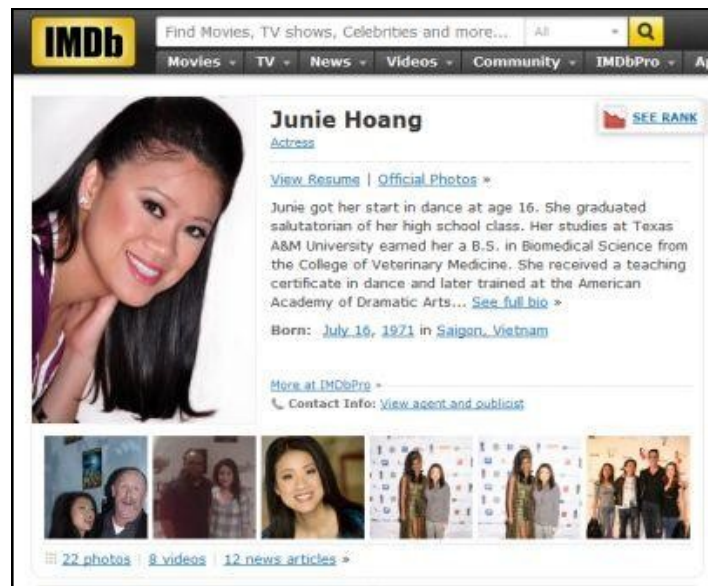 IMDb
Find Movies, TV shows, Celebrities and more... All
Movies TV News Videos Community IMDbPro A
Junie Hoang
SEE RANK
Actress
View Resume | Official Photos »
Junie got her start in dance at age 16. She graduated
salutatorian of her high school class. Her studies at Texas
A&M University earned her a B.S. in Biomedical Science from
the College of Veterinary Medicine. She received a teaching
certificate in dance and later trained at the American
Academy of Dramatic Arts... See full bio »
Born: July 16, 1971 in Saigon, Vietnam
More at IMDbPro »
Contact Info: View agent and publicist
22 photos | 8 videos | 12 news articles »